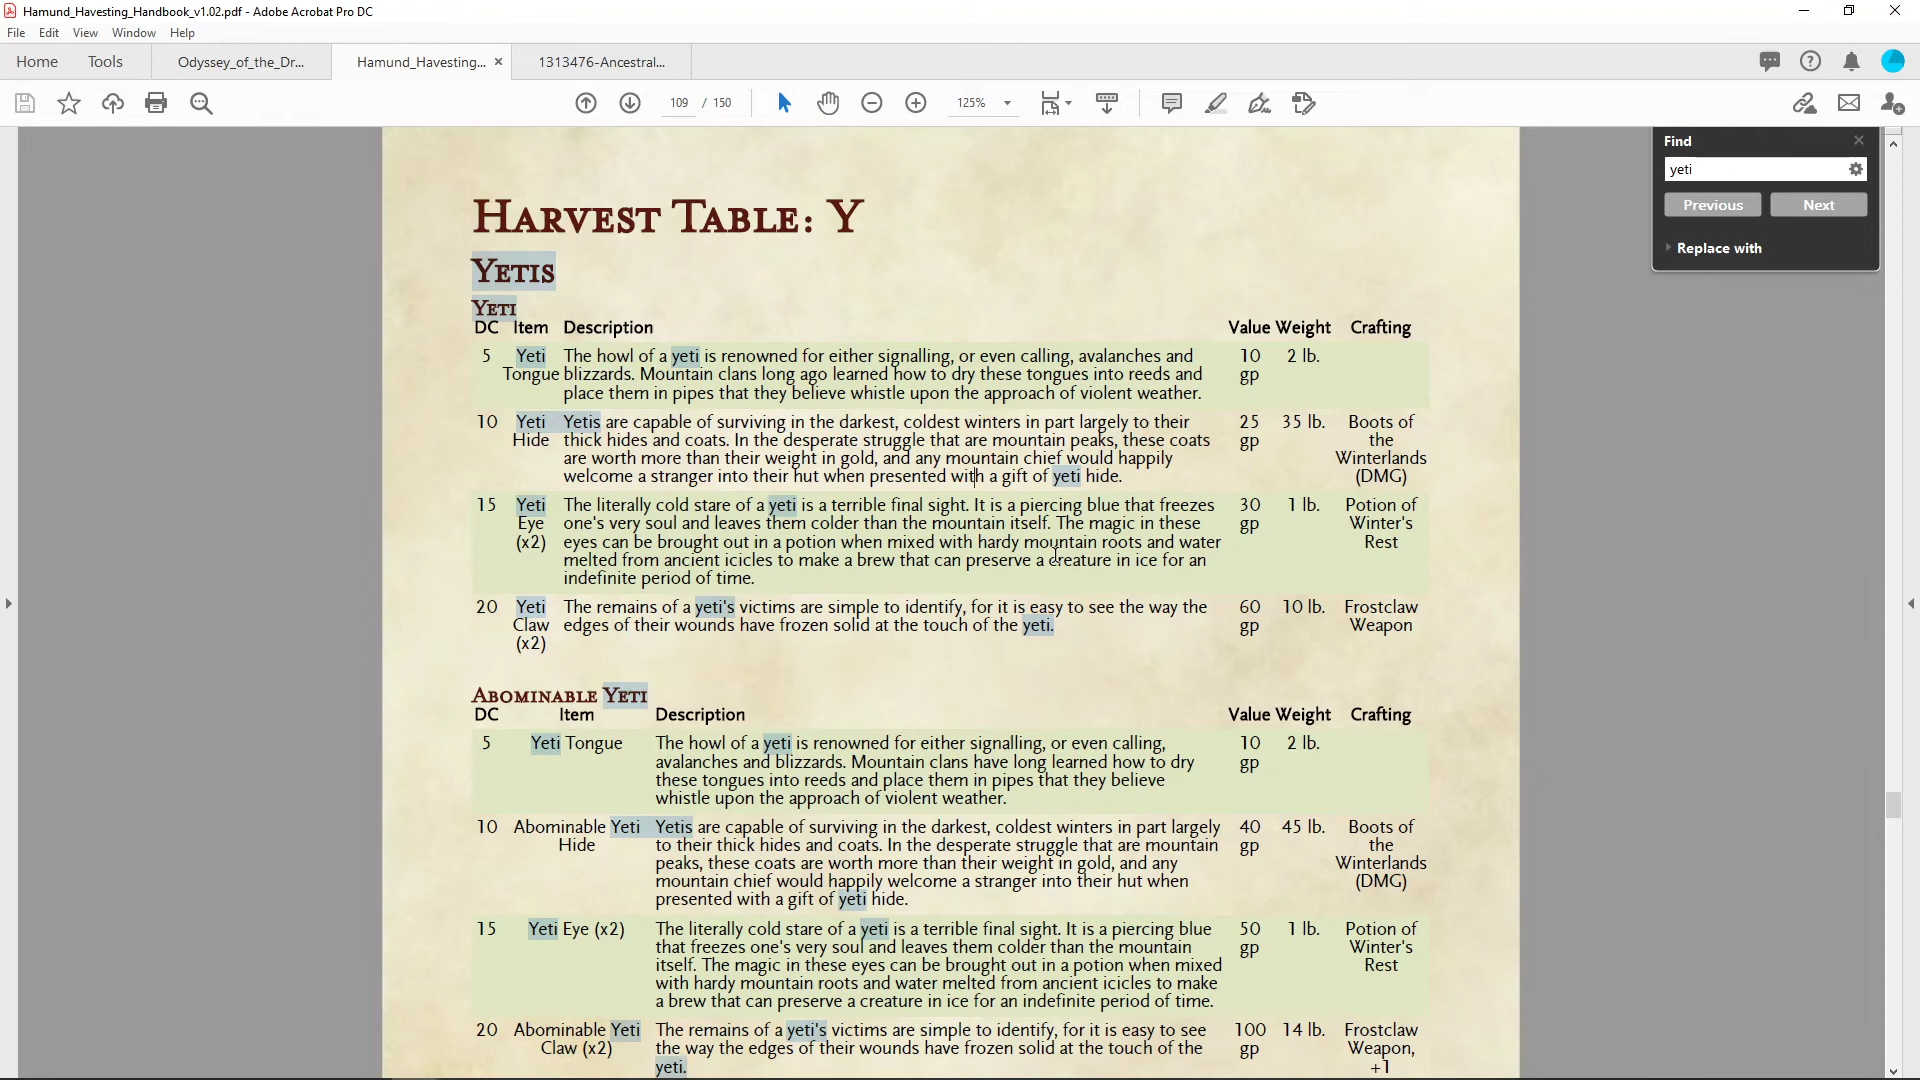 Hamund_Havesting_Handbook_v1.02.pdf - Adobe Acrobat Pro DC
File Edit View Window Help
Home Tools Odyssey_of_the_Dr... Hamund_Havesting... × 1313476-Ancestral...
109 / 150 125%
Find
yeti
Previous Next
Replace with
Harvest Table: Y
Yetis
Yeti
DC Item Description Value Weight Crafting
5 Yeti The howl of a yeti is renowned for either signalling, or even calling, avalanches and 10 2 lb.
Tongue blizzards. Mountain clans long ago learned how to dry these tongues into reeds and gp
place them in pipes that they believe whistle upon the approach of violent weather.
10 Yeti Yetis are capable of surviving in the darkest, coldest winters in part largely to their 25 35 lb. Boots of
Hide thick hides and coats. In the desperate struggle that are mountain peaks, these coats gp the
are worth more than their weight in gold, and any mountain chief would happily Winterlands
welcome a stranger into their hut when presented with a gift of yeti hide. (DMG)
15 Yeti The literally cold stare of a yeti is a terrible final sight. It is a piercing blue that freezes 30 1 lb. Potion of
Eye one's very soul and leaves them colder than the mountain itself. The magic in these gp Winter's
(x2) eyes can be brought out in a potion when mixed with hardy mountain roots and water Rest
melted from ancient icicles to make a brew that can preserve a creature in ice for an
indefinite period of time.
20 Yeti The remains of a yeti's victims are simple to identify, for it is easy to see the way the 60 10 lb. Frostclaw
Claw edges of their wounds have frozen solid at the touch of the yeti. gp Weapon
(x2)
Abominable Yeti
DC Item Description Value Weight Crafting
5 Yeti Tongue The howl of a yeti is renowned for either signalling, or even calling, 10 2 lb.
avalanches and blizzards. Mountain clans have long learned how to dry gp
these tongues into reeds and place them in pipes that they believe
whistle upon the approach of violent weather.
10 Abominable Yeti Yetis are capable of surviving in the darkest, coldest winters in part largely 40 45 lb. Boots of
Hide to their thick hides and coats. In the desperate struggle that are mountain gp the
peaks, these coats are worth more than their weight in gold, and any Winterlands
mountain chief would happily welcome a stranger into their hut when (DMG)
presented with a gift of yeti hide.
15 Yeti Eye (x2) The literally cold stare of a yeti is a terrible final sight. It is a piercing blue 50 1 lb. Potion of
that freezes one's very soul and leaves them colder than the mountain gp Winter's
itself. The magic in these eyes can be brought out in a potion when mixed Rest
with hardy mountain roots and water melted from ancient icicles to make
a brew that can preserve a creature in ice for an indefinite period of time.
20 Abominable Yeti The remains of a yeti's victims are simple to identify, for it is easy to see 100 14 lb. Frostclaw
Claw (x2) the way the edges of their wounds have frozen solid at the touch of the gp Weapon,
yeti. +1